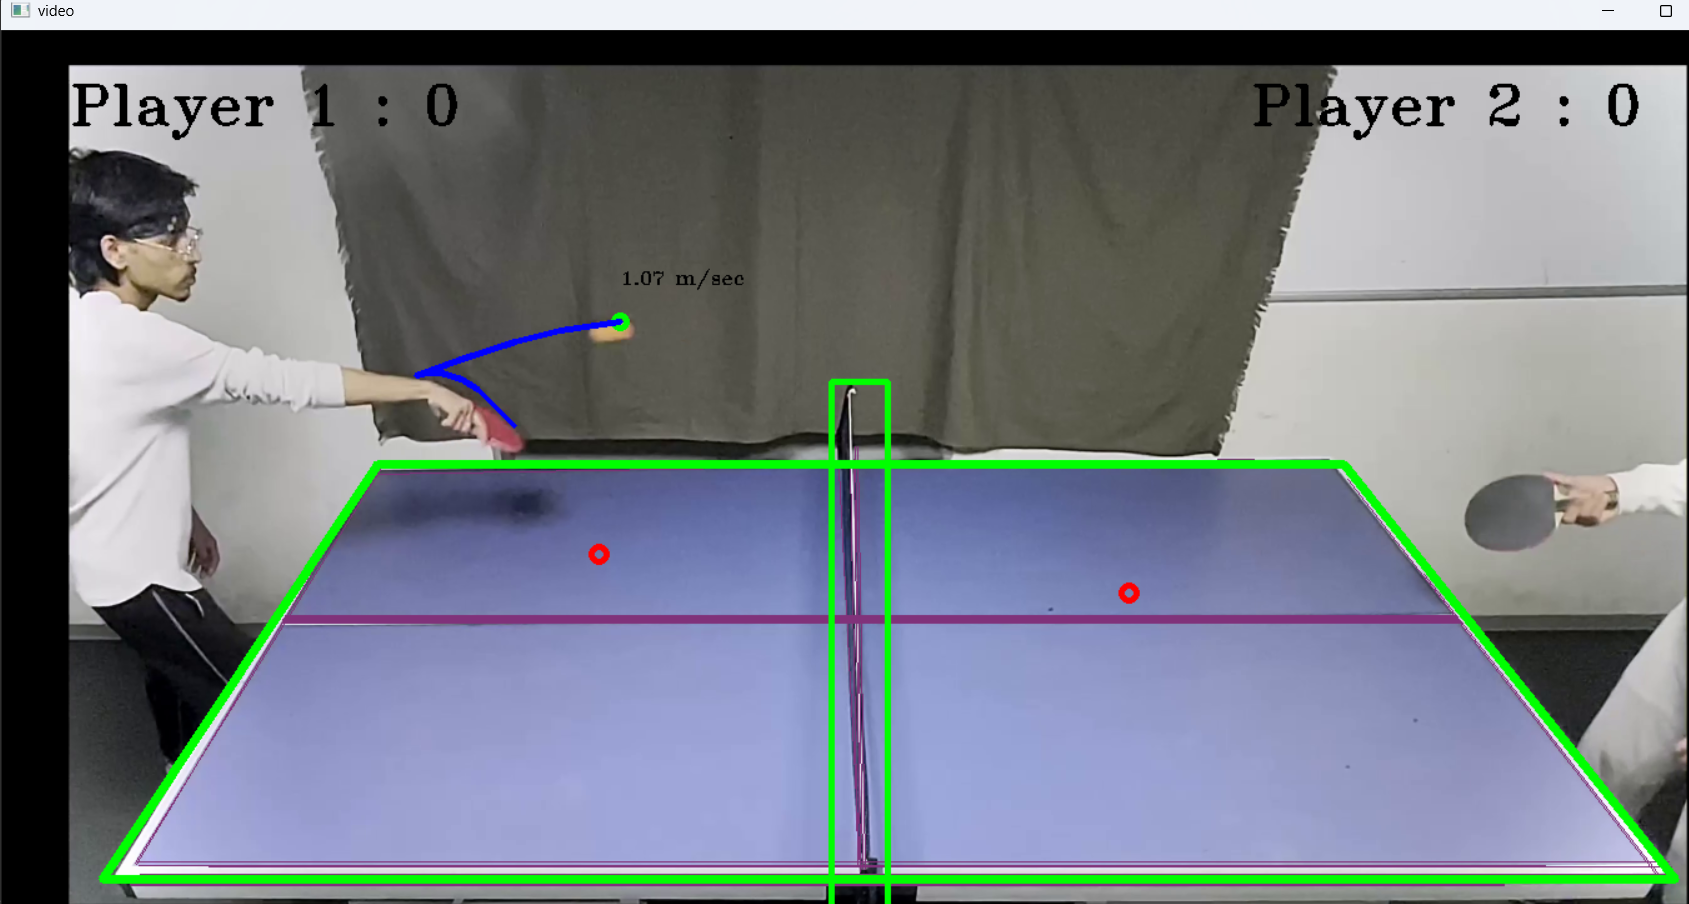 video
Player 1 : 0
Player 2 : 0
1.07 m/sec